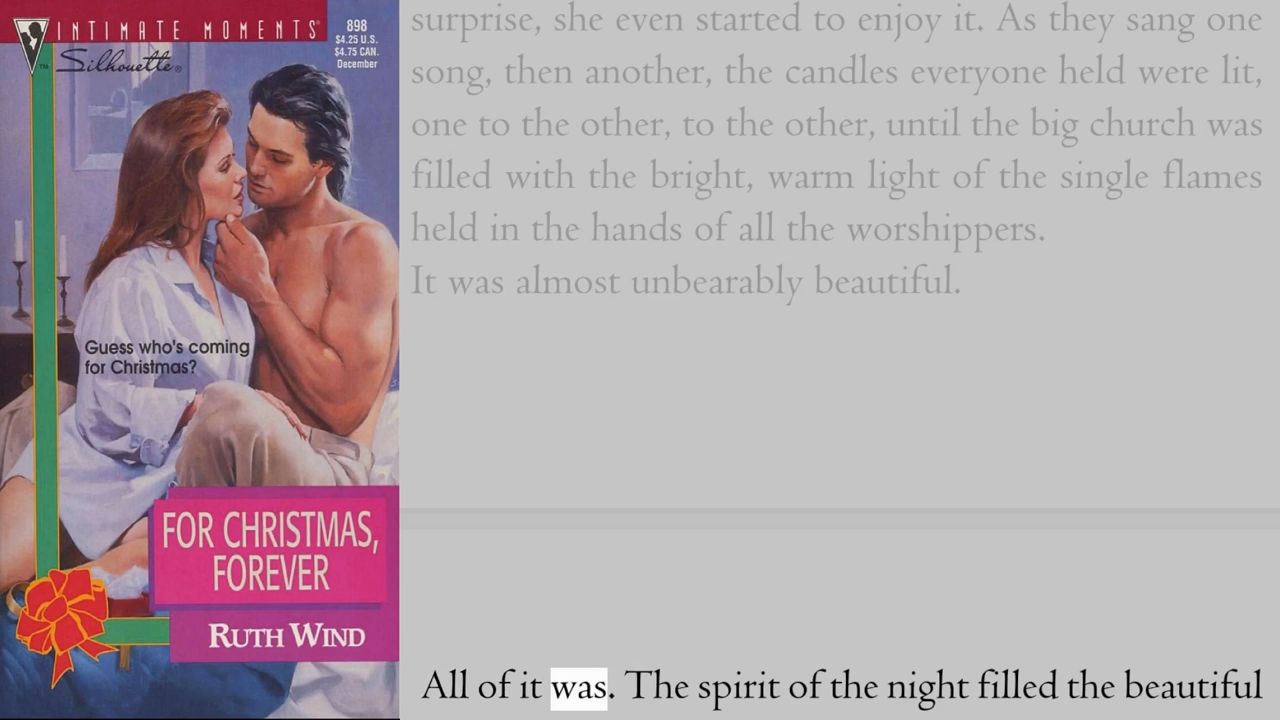 INTIMATE MOMENTS®
Silhouette®
TM
898
$4.25 U.S.
$4.75 CAN.
December
Guess who's coming
for Christmas?
FOR CHRISTMAS,
FOREVER
RUTH WIND
surprise, she even started to enjoy it. As they sang one
song, then another, the candles everyone held were lit,
one to the other, to the other, until the big church was
filled with the bright, warm light of the single flames
held in the hands of all the worshippers.
It was almost unbearably beautiful.
All of it was. The spirit of the night filled the beautiful